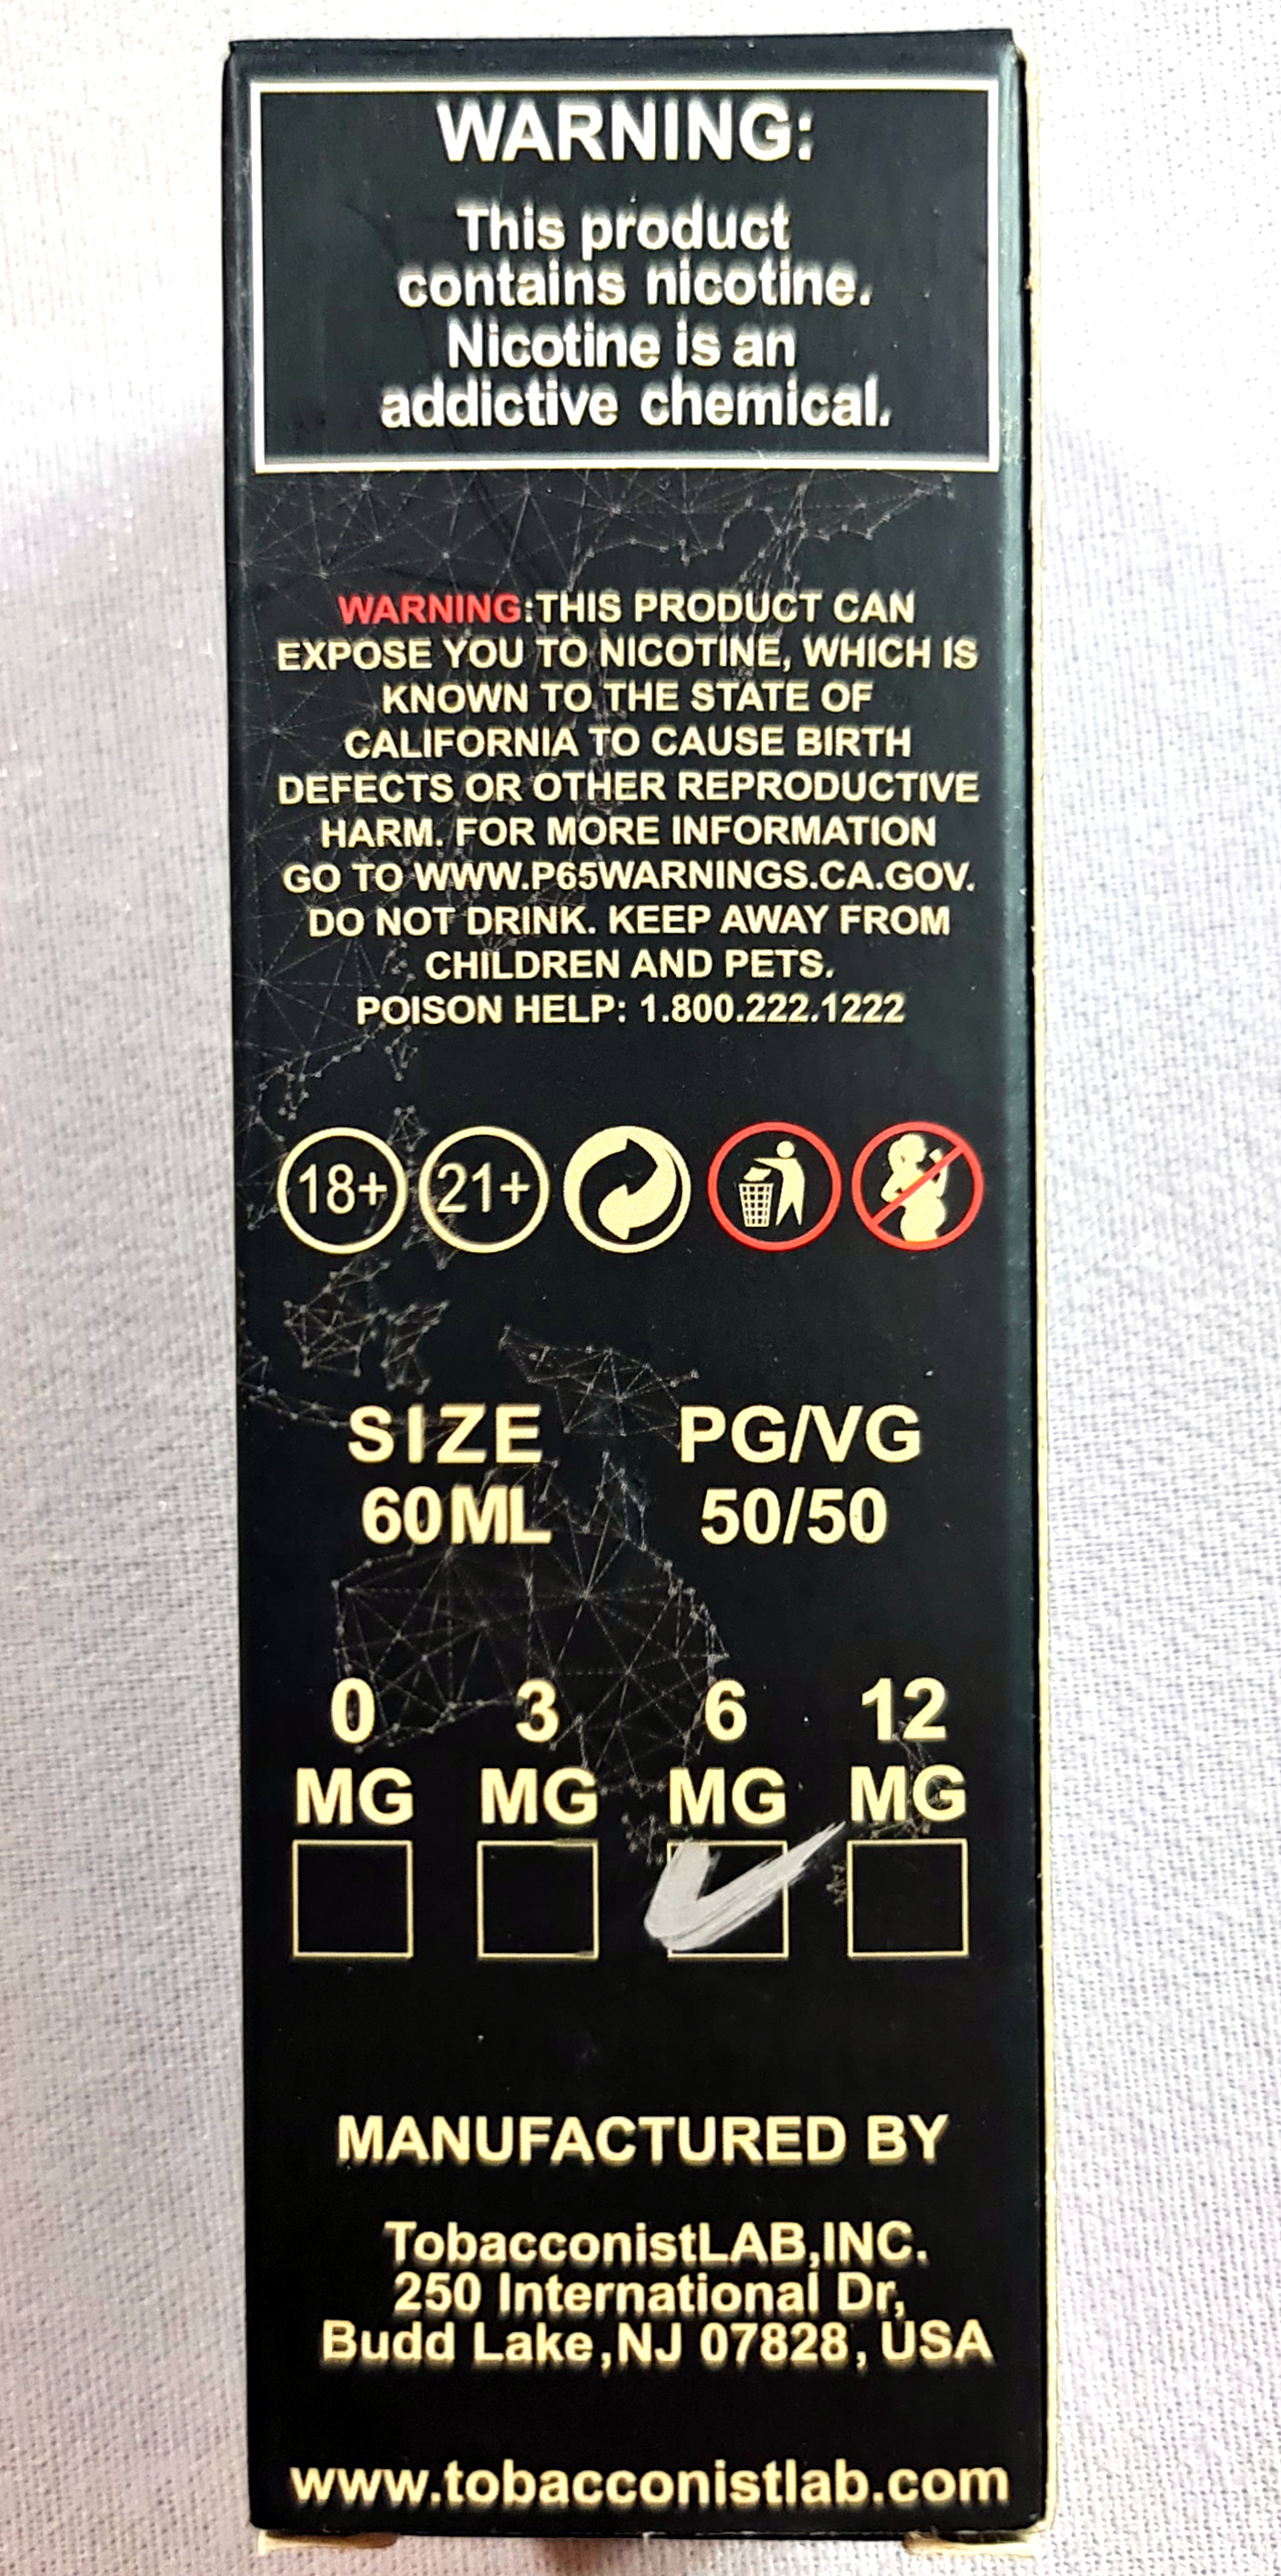 WARNING:
This product
contains nicotine.
Nicotine is an
addictive chemical.
WARNING:THIS PRODUCT CAN
EXPOSE YOU TO NICOTINE, WHICH IS
KNOWN TO THE STATE OF
CALIFORNIA TO CAUSE BIRTH
DEFECTS OR OTHER REPRODUCTIVE
HARM. FOR MORE INFORMATION
GO TO WWW.P65WARNINGS.CA.GOV.
DO NOT DRINK. KEEP AWAY FROM
CHILDREN AND PETS.
POISON HELP: 1.800.222.1222
18+ 21+
SIZE PG/VG
60ML 50/50
0 3 6 12
MG MG MG MG
MANUFACTURED BY
TobacconistLAB,INC.
250 International Dr,
Budd Lake,NJ 07828, USA
www.tobacconistlab.com